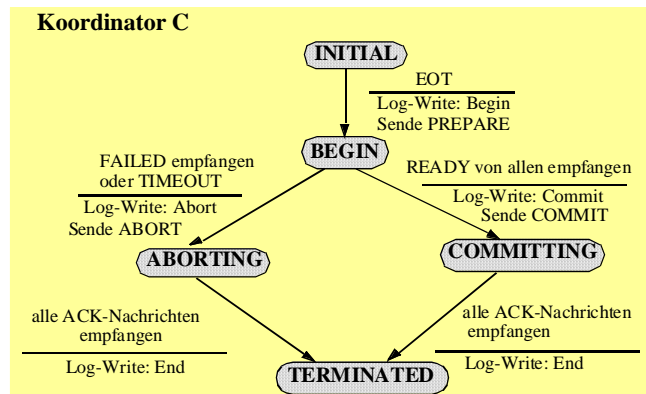 Koordinator C
INITIAL
EOT
Log-Write: Begin
Sende PREPARE
BEGIN
FAILED empfangen
oder TIMEOUT
Log-Write: Abort
Sende ABORT
READY von allen empfangen
Log-Write: Commit
Sende COMMIT
ABORTING
COMMITTING
alle ACK-Nachrichten
empfangen
Log-Write: End
alle ACK-Nachrichten
empfangen
Log-Write: End
TERMINATED